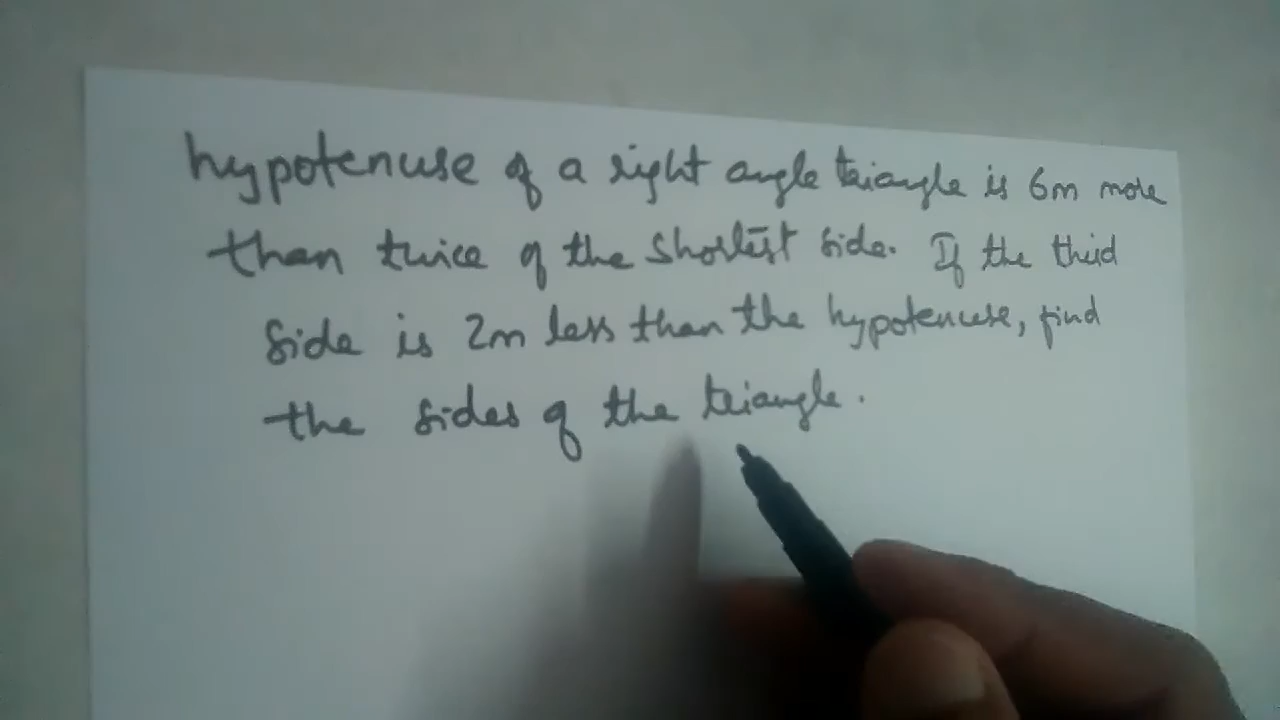 hypotenuse of a right angle triangle is 6m more
than twice of the shortest side. If the third
side is 2m less than the hypotenuse, find
the sides of the triangle.